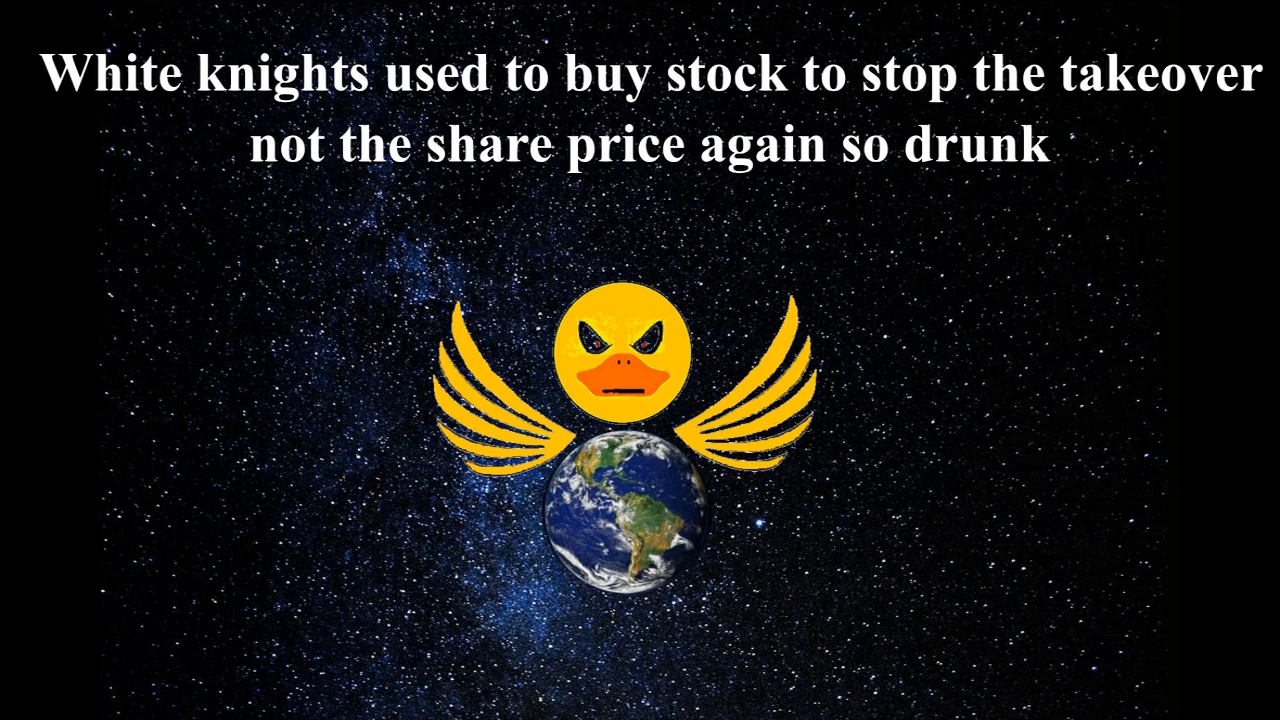 White knights used to buy stock to stop the takeover
not the share price again so drunk